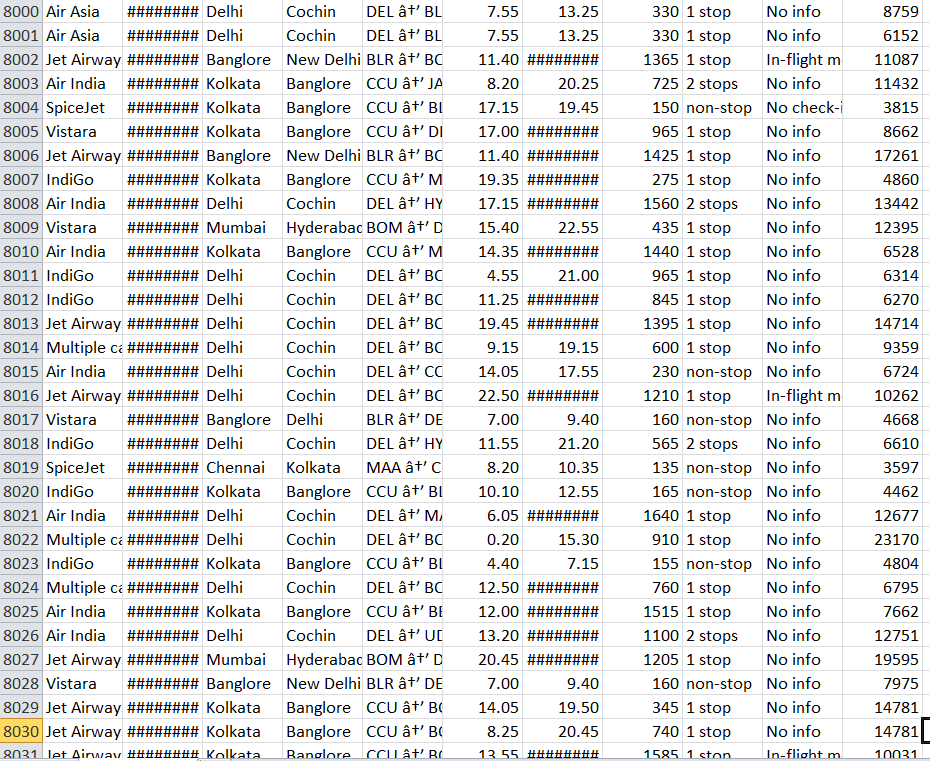 8000 Air Asia ######## Delhi Cochin DEL â†’ BL 7.55 13.25 330 1 stop No info 8759
8001 Air Asia ######## Delhi Cochin DEL â†’ BL 7.55 13.25 330 1 stop No info 6152
8002 Jet Airway ######## Banglore New Delhi BLR â†’ BO 11.40 ######## 1365 1 stop In-flight m 11087
8003 Air India ######## Kolkata Banglore CCU â†’ JA 8.20 20.25 725 2 stops No info 11432
8004 SpiceJet ######## Kolkata Banglore CCU â†’ BL 17.15 19.45 150 non-stop No check-i 3815
8005 Vistara ######## Kolkata Banglore CCU â†’ DE 17.00 ######## 965 1 stop No info 8662
8006 Jet Airway ######## Banglore New Delhi BLR â†’ BO 11.40 ######## 1425 1 stop No info 17261
8007 IndiGo ######## Kolkata Banglore CCU â†’ M 19.35 ######## 275 1 stop No info 4860
8008 Air India ######## Delhi Cochin DEL â†’ HY 17.15 ######## 1560 2 stops No info 13442
8009 Vistara ######## Mumbai Hyderabad BOM â†’ D 15.40 22.55 435 1 stop No info 12395
8010 Air India ######## Kolkata Banglore CCU â†’ M 14.35 ######## 1440 1 stop No info 6528
8011 IndiGo ######## Delhi Cochin DEL â†’ BO 4.55 21.00 965 1 stop No info 6314
8012 IndiGo ######## Delhi Cochin DEL â†’ BO 11.25 ######## 845 1 stop No info 6270
8013 Jet Airway ######## Delhi Cochin DEL â†’ BO 19.45 ######## 1395 1 stop No info 14714
8014 Multiple ca ######## Delhi Cochin DEL â†’ BO 9.15 19.15 600 1 stop No info 9359
8015 Air India ######## Delhi Cochin DEL â†’ CO 14.05 17.55 230 non-stop No info 6724
8016 Jet Airway ######## Delhi Cochin DEL â†’ BO 22.50 ######## 1210 1 stop In-flight m 10262
8017 Vistara ######## Banglore Delhi BLR â†’ DE 7.00 9.40 160 non-stop No info 4668
8018 IndiGo ######## Delhi Cochin DEL â†’ HY 11.55 21.20 565 2 stops No info 6610
8019 SpiceJet ######## Chennai Kolkata MAA â†’ C 8.20 10.35 135 non-stop No info 3597
8020 IndiGo ######## Kolkata Banglore CCU â†’ BL 10.10 12.55 165 non-stop No info 4462
8021 Air India ######## Delhi Cochin DEL â†’ MA 6.05 ######## 1640 1 stop No info 12677
8022 Multiple ca ######## Delhi Cochin DEL â†’ BO 0.20 15.30 910 1 stop No info 23170
8023 IndiGo ######## Kolkata Banglore CCU â†’ BL 4.40 7.15 155 non-stop No info 4804
8024 Multiple ca ######## Delhi Cochin DEL â†’ BO 12.50 ######## 760 1 stop No info 6795
8025 Air India ######## Kolkata Banglore CCU â†’ BB 12.00 ######## 1515 1 stop No info 7662
8026 Air India ######## Delhi Cochin DEL â†’ UD 13.20 ######## 1100 2 stops No info 12751
8027 Jet Airway ######## Mumbai Hyderabad BOM â†’ D 20.45 ######## 1205 1 stop No info 19595
8028 Vistara ######## Banglore New Delhi BLR â†’ DE 7.00 9.40 160 non-stop No info 7975
8029 Jet Airway ######## Kolkata Banglore CCU â†’ BO 14.05 19.50 345 1 stop No info 14781
8030 Jet Airway ######## Kolkata Banglore CCU â†’ BO 8.25 20.45 740 1 stop No info 14781
8031 Jet Airway ######## Kolkata Banglore CCU â†’ BO 13.55 ######## 1585 1 stop In-flight m 10031